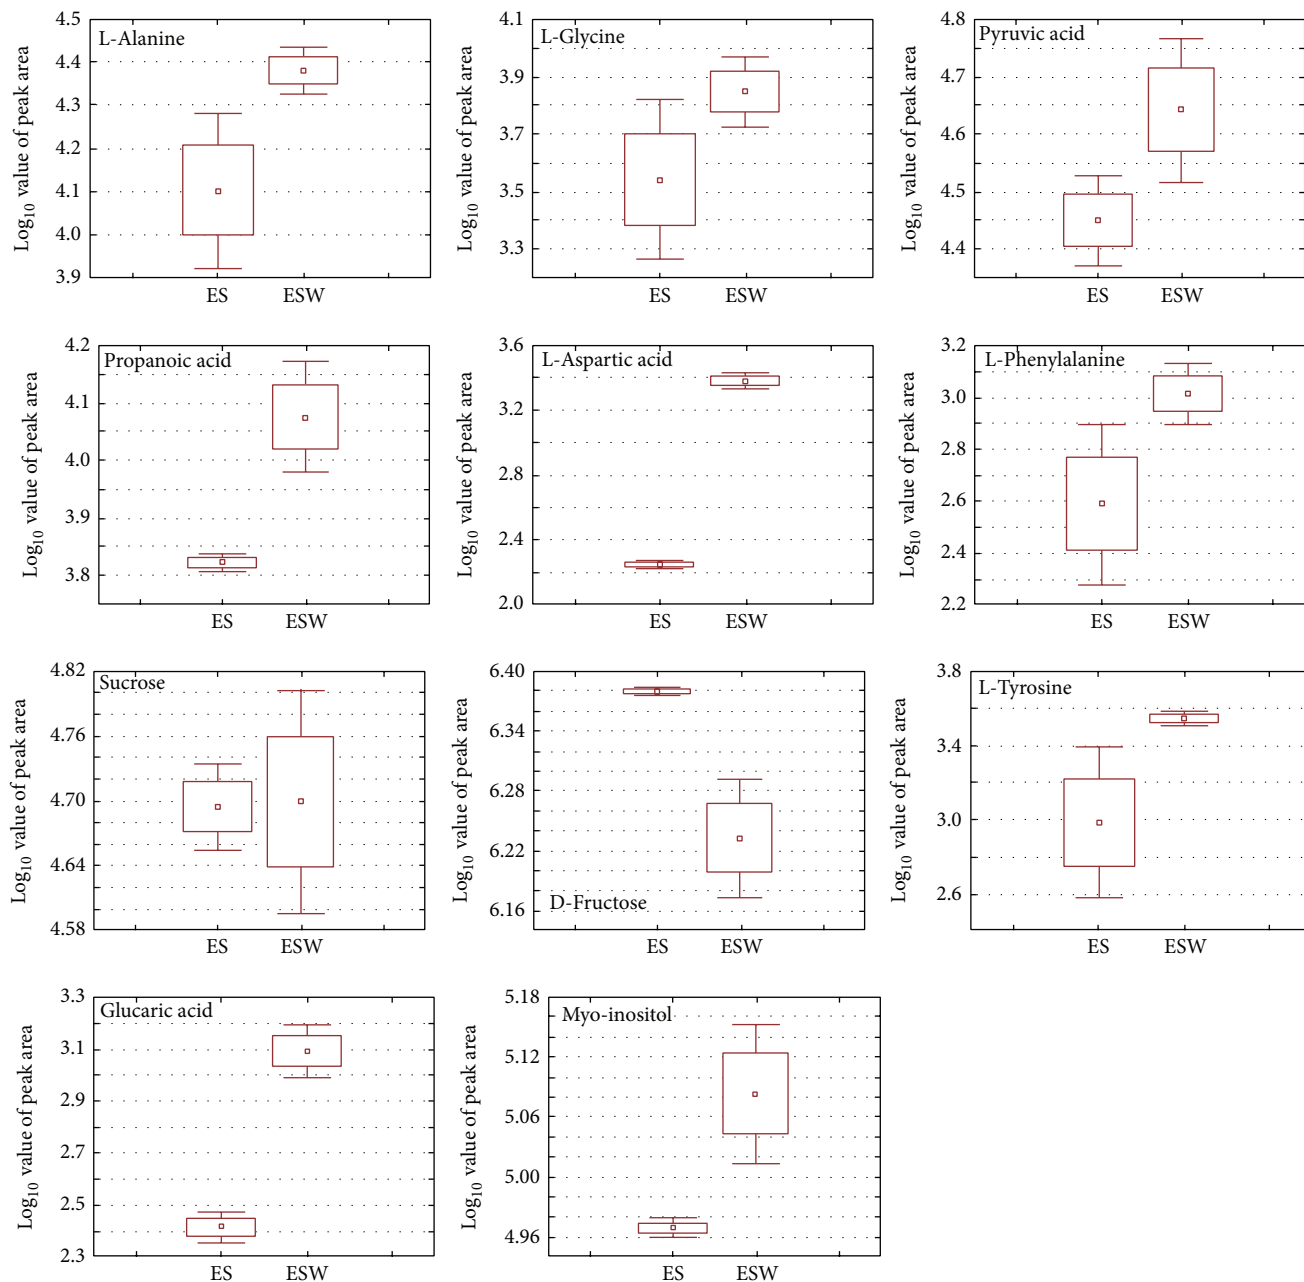 L-Alanine
Log10 value of peak area
4.5
4.4
4.3
4.2
4.1
4.0
3.9
ES ESW
L-Glycine
Log10 value of peak area
4.1
3.9
3.7
3.5
3.3
ES ESW
Pyruvic acid
Log10 value of peak area
4.8
4.7
4.6
4.5
4.4
ES ESW
Propanoic acid
Log10 value of peak area
4.2
4.1
4.0
3.9
3.8
ES ESW
L-Aspartic acid
Log10 value of peak area
3.6
3.2
2.8
2.4
2.0
ES ESW
L-Phenylalanine
Log10 value of peak area
3.2
3.0
2.8
2.6
2.4
2.2
ES ESW
Sucrose
Log10 value of peak area
4.82
4.76
4.70
4.64
4.58
ES ESW
D-Fructose
Log10 value of peak area
6.40
6.34
6.28
6.22
6.16
ES ESW
L-Tyrosine
Log10 value of peak area
3.8
3.4
3.0
2.6
ES ESW
Glucaric acid
Log10 value of peak area
3.3
3.1
2.9
2.7
2.5
2.3
ES ESW
Myo-inositol
Log10 value of peak area
5.18
5.12
5.06
5.00
4.96
ES ESW